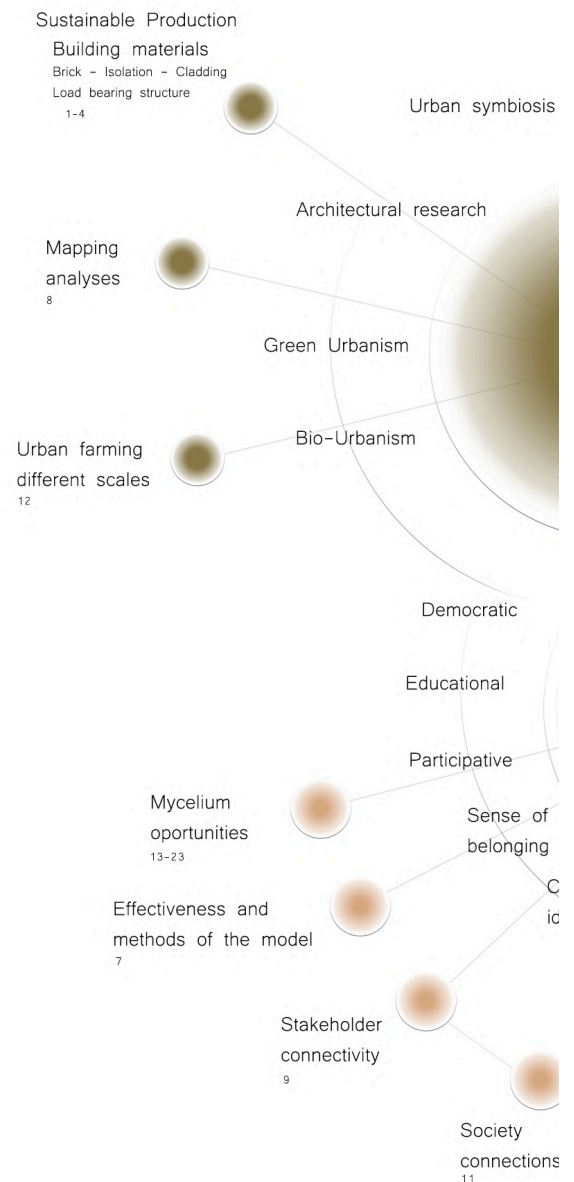 Sustainable Production
Building materials
Brick - Isolation - Cladding
Load bearing structure
1-4
Urban symbiosis
Architectural research
Mapping
analyses
8
Green Urbanism
Bio-Urbanism
Urban farming
different scales
12
Democratic
Educational
Participative
Mycelium
oportunities
13-23
Sense of
belonging
Effectiveness and
methods of the model
7
Stakeholder
connectivity
9
Society
connections
11